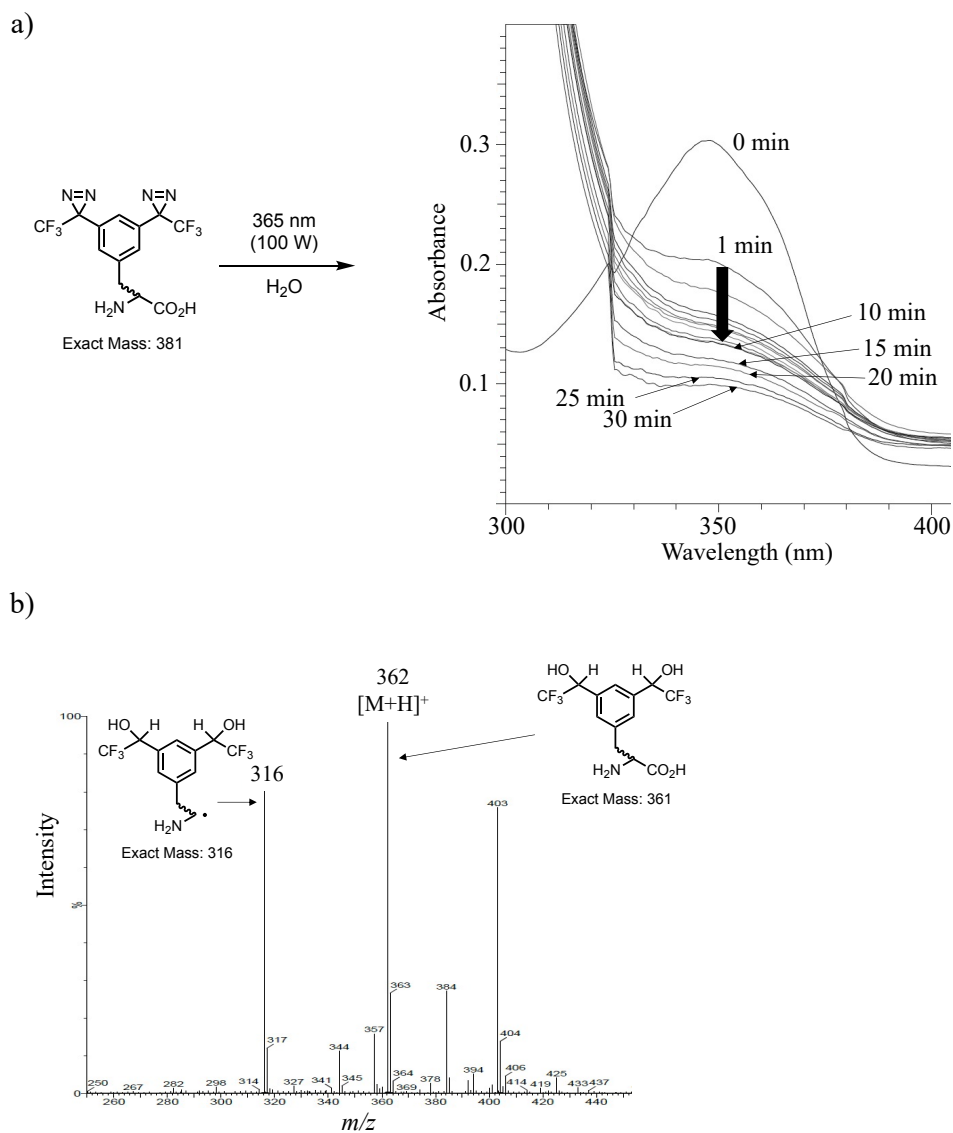 a)
0.3
0.2
0.1
Absorbance
0 min
1 min
10 min
15 min
20 min
25 min
30 min
300
350
400
Wavelength (nm)
N N
N N
CF₃
CF₃
H₂N
CO₂H
Exact Mass: 381
365 nm
(100 W)
H₂O
b)
362
[M+H]⁺
HO H
H OH
CF₃
CF₃
H₂N
CO₂H
Exact Mass: 361
HO H
H OH
CF₃
CF₃
H₂N
Exact Mass: 316
316
403
100
%
0
Intensity
250
267
282
298
314
317
327
341
344
345
357
363
364
369
378
384
394
404
406
414
419
425
433
437
260
280
300
320
340
360
380
400
420
440
m/z